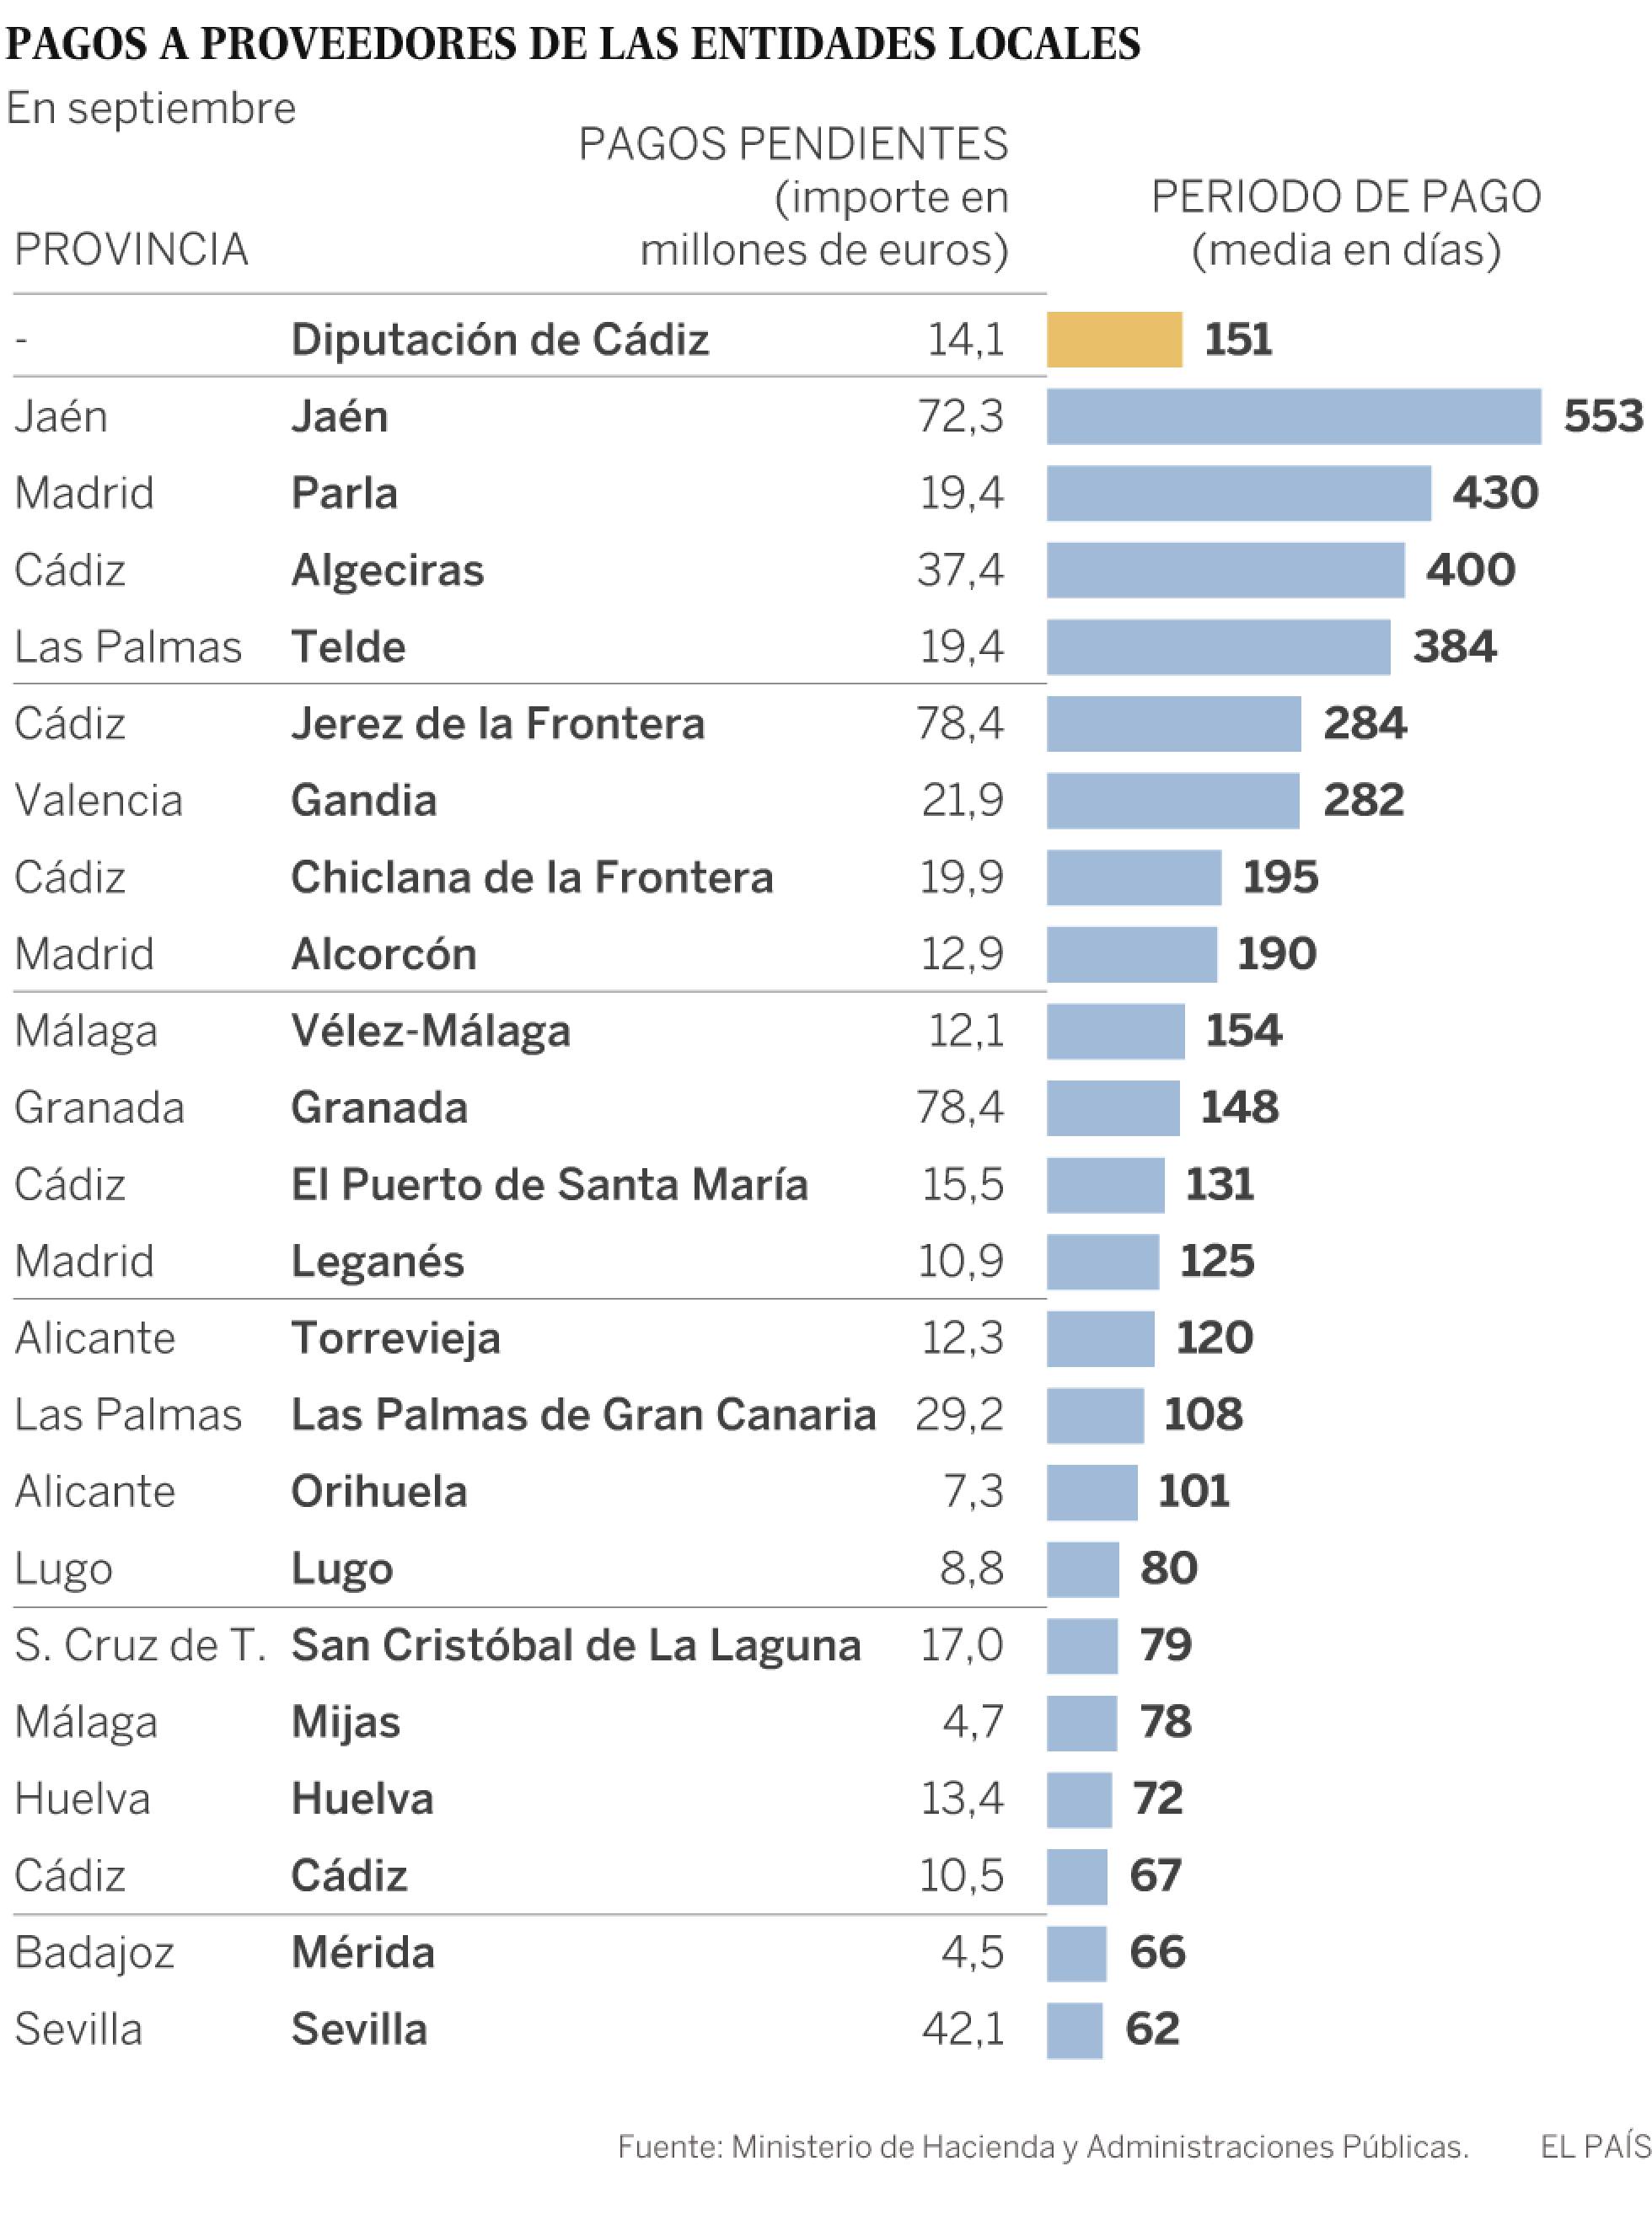 PAGOS A PROVEEDORES DE LAS ENTIDADES LOCALES
En septiembre
PROVINCIA
PAGOS PENDIENTES
(importe en
millones de euros)
PERIODO DE PAGO
(media en días)
- Diputación de Cádiz 14,1 151
Jaén Jaén 72,3 553
Madrid Parla 19,4 430
Cádiz Algeciras 37,4 400
Las Palmas Telde 19,4 384
Cádiz Jerez de la Frontera 78,4 284
Valencia Gandia 21,9 282
Cádiz Chiclana de la Frontera 19,9 195
Madrid Alcorcón 12,9 190
Málaga Vélez-Málaga 12,1 154
Granada Granada 78,4 148
Cádiz El Puerto de Santa María 15,5 131
Madrid Leganés 10,9 125
Alicante Torrevieja 12,3 120
Las Palmas Las Palmas de Gran Canaria 29,2 108
Alicante Orihuela 7,3 101
Lugo Lugo 8,8 80
S. Cruz de T. San Cristóbal de La Laguna 17,0 79
Málaga Mijas 4,7 78
Huelva Huelva 13,4 72
Cádiz Cádiz 10,5 67
Badajoz Mérida 4,5 66
Sevilla Sevilla 42,1 62
Fuente: Ministerio de Hacienda y Administraciones Públicas. EL PAÍS